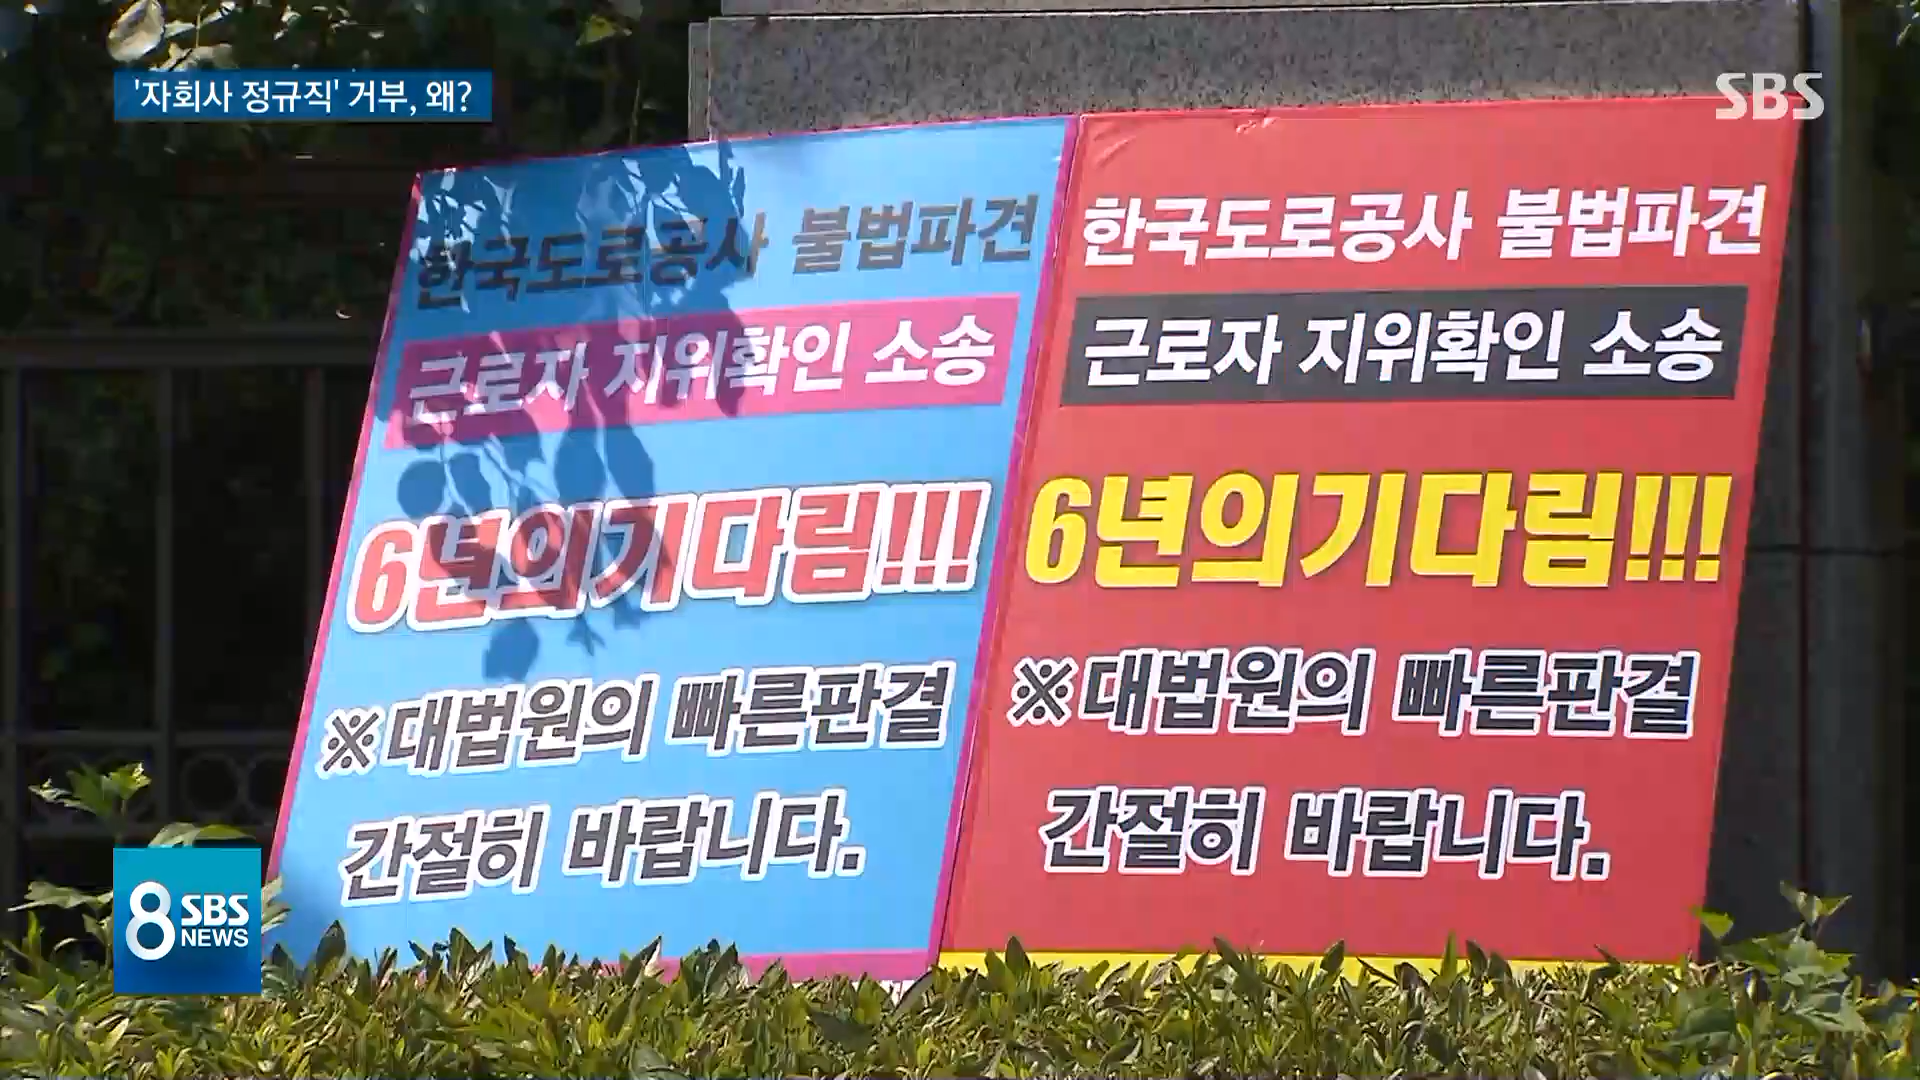 '자회사 정규직' 거부, 왜?
SBS
한국도로공사 불법파견
근로자 지위확인 소송
6년의기다림!!!
※대법원의 빠른판결
간절히 바랍니다.
한국도로공사 불법파견
근로자 지위확인 소송
6년의기다림!!!
※대법원의 빠른판결
간절히 바랍니다.
8 SBS
NEWS